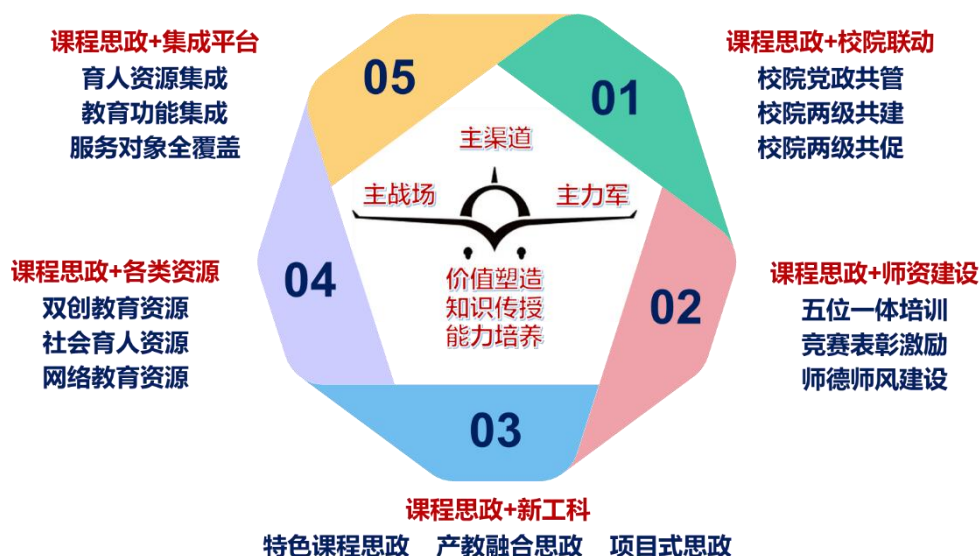 课程思政+集成平台
育人资源集成
教育功能集成
服务对象全覆盖
05
01
课程思政+校院联动
校院党政共管
校院两级共建
校院两级共促
主渠道
主战场
主力军
价值塑造
知识传授
能力培养
课程思政+各类资源
双创教育资源
社会育人资源
网络教育资源
04
02
课程思政+师资建设
五位一体培训
竞赛表彰激励
师德师风建设
03
课程思政+新工科
特色课程思政 产教融合思政 项目式思政